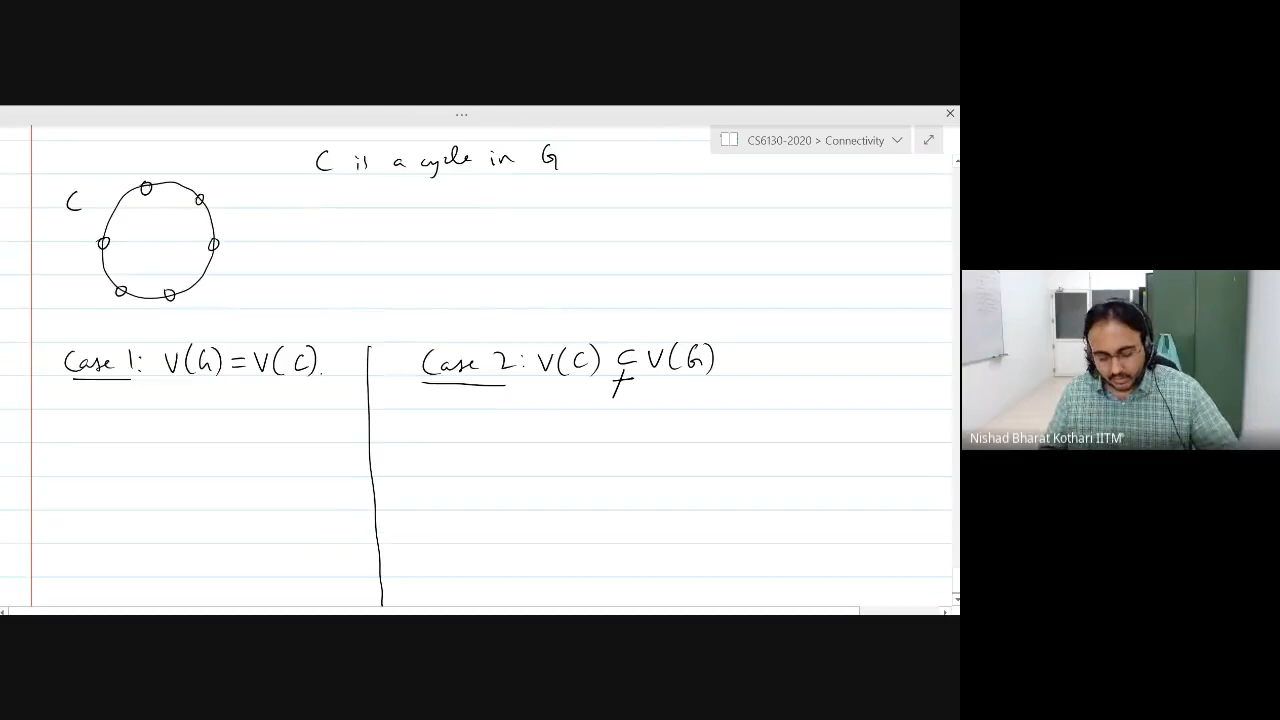 CS6130-2020 > Connectivity
C is a cycle in G
C
Case 1: V(G) = V(C).
Case 2: V(C) ⊊ V(G)
Nishad Bharat Kothari IITM